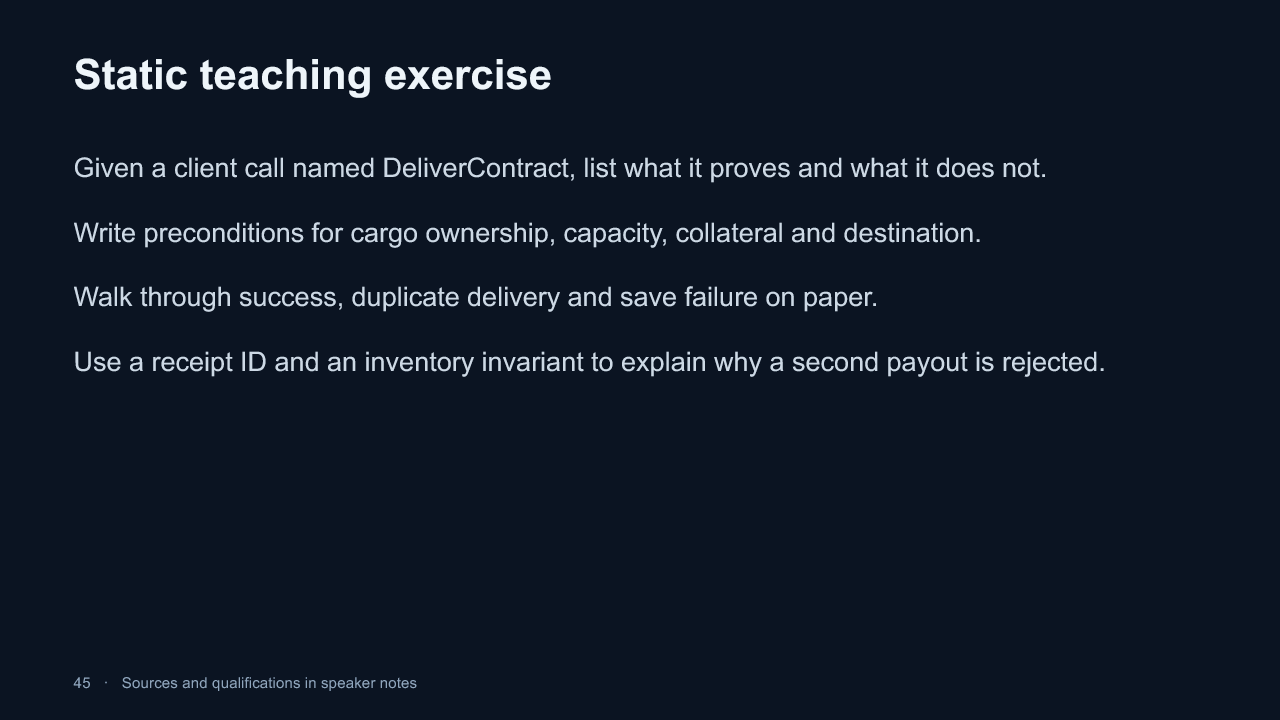 Static teaching exercise
Given a client call named DeliverContract, list what it proves and what it does not.
Write preconditions for cargo ownership, capacity, collateral and destination.
Walk through success, duplicate delivery and save failure on paper.
Use a receipt ID and an inventory invariant to explain why a second payout is rejected.
45 · Sources and qualifications in speaker notes